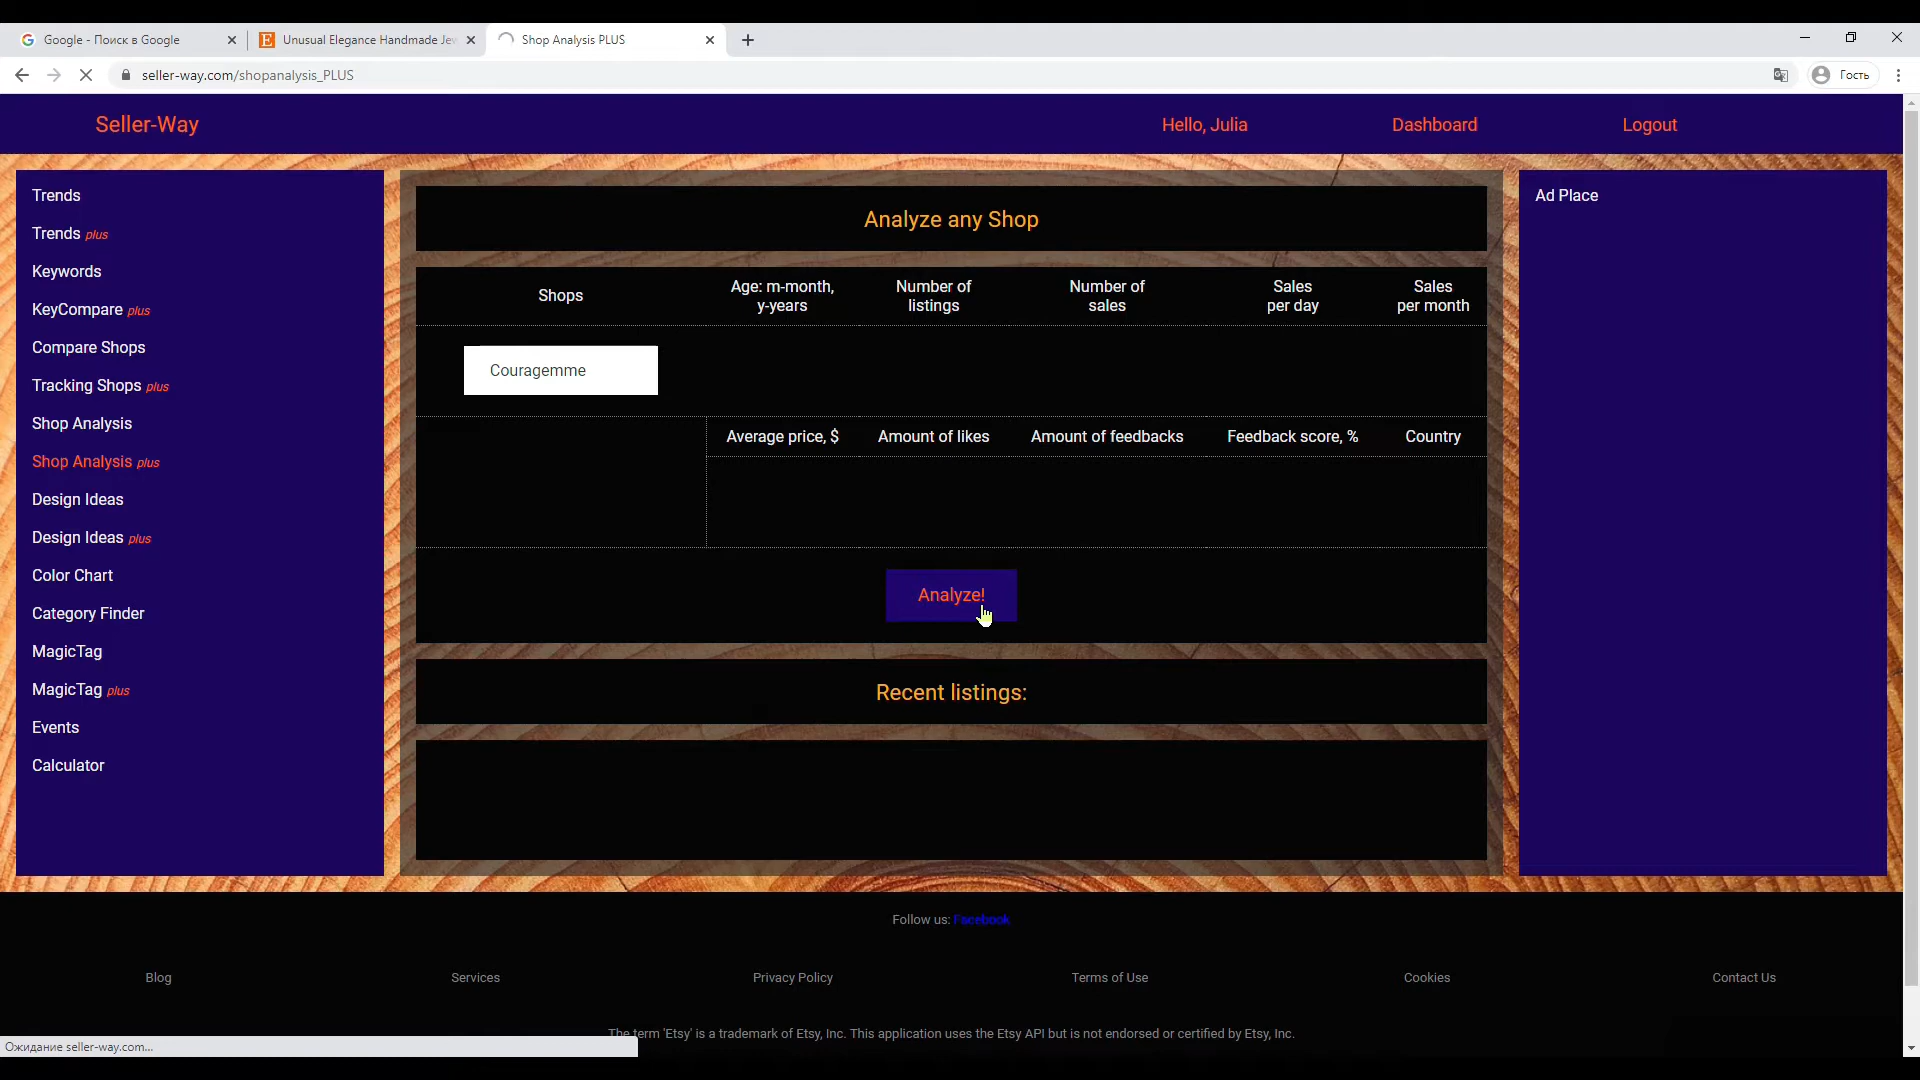 Google - Поиск в Google
Unusual Elegance Handmade Jew
Shop Analysis PLUS
seller-way.com/shopanalysis_PLUS
Гость
Seller-Way
Hello, Julia
Dashboard
Logout
Trends
Trends plus
Keywords
KeyCompare plus
Compare Shops
Tracking Shops plus
Shop Analysis
Shop Analysis plus
Design Ideas
Design Ideas plus
Color Chart
Category Finder
MagicTag
MagicTag plus
Events
Calculator
Analyze any Shop
Shops
Age: m-month,
y-years
Number of
listings
Number of
sales
Sales
per day
Sales
per month
Couragemme
Average price, $
Amount of likes
Amount of feedbacks
Feedback score, %
Country
Analyze!
Recent listings:
Ad Place
Follow us: Facebook
Blog
Services
Privacy Policy
Terms of Use
Cookies
Contact Us
The term 'Etsy' is a trademark of Etsy, Inc. This application uses the Etsy API but is not endorsed or certified by Etsy, Inc.
Ожидание seller-way.com...